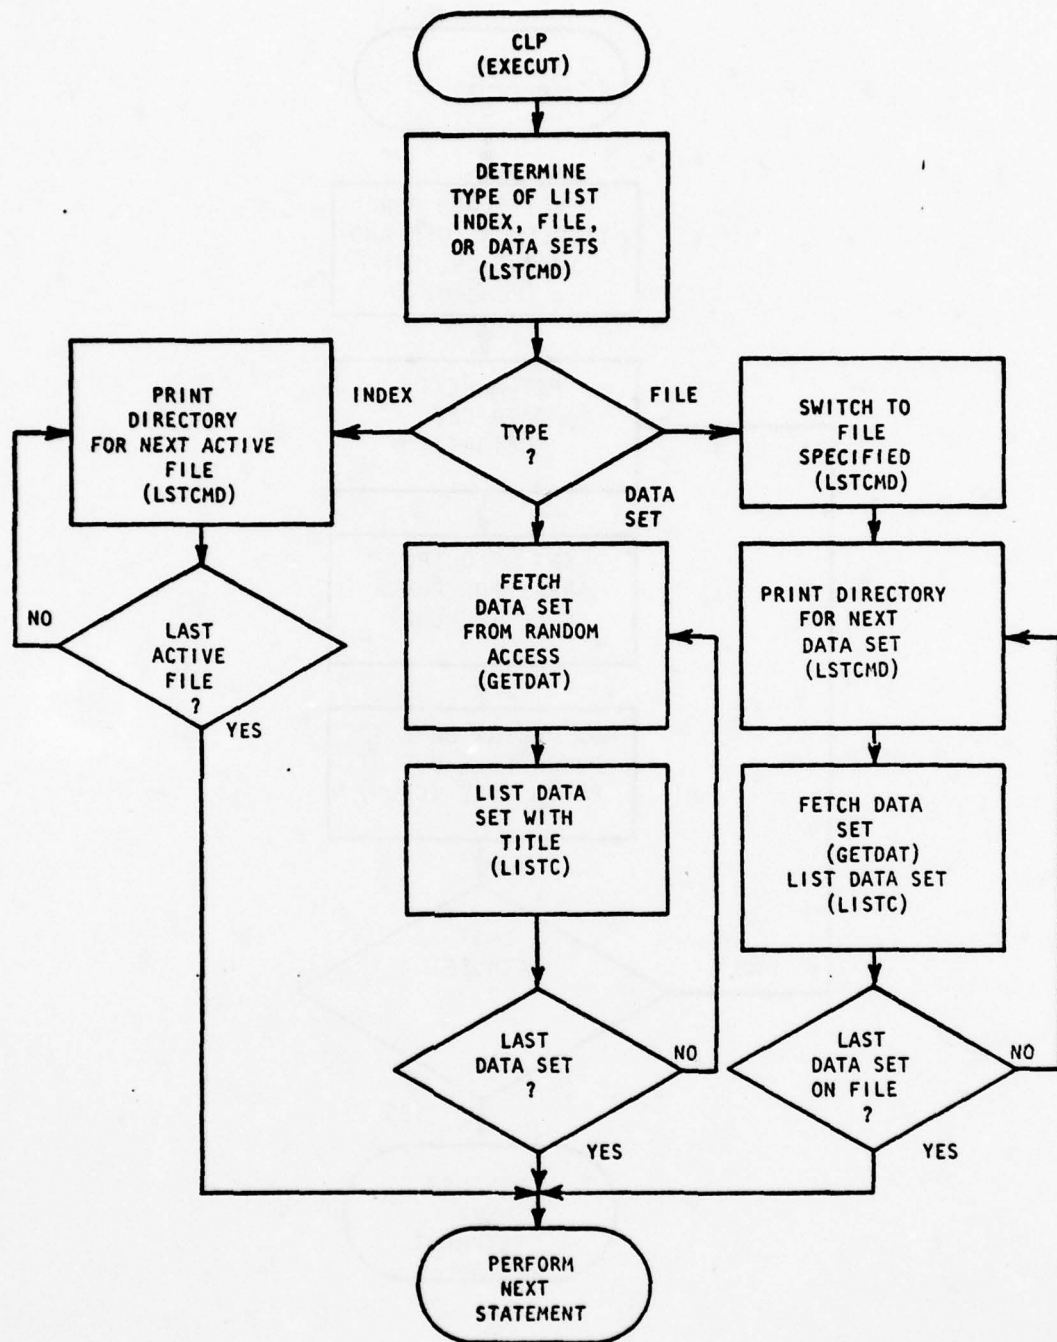 CLP
(EXECUT)
DETERMINE
TYPE OF LIST
INDEX, FILE,
OR DATA SETS
(LSTCMD)
TYPE
?
INDEX
FILE
DATA
SET
PRINT
DIRECTORY
FOR NEXT ACTIVE
FILE
(LSTCMD)
LAST
ACTIVE
FILE
?
NO
YES
FETCH
DATA SET
FROM RANDOM
ACCESS
(GETDAT)
LIST DATA
SET WITH
TITLE
(LISTC)
LAST
DATA SET
?
NO
YES
SWITCH TO
FILE
SPECIFIED
(LSTCMD)
PRINT DIRECTORY
FOR NEXT
DATA SET
(LSTCMD)
FETCH DATA
SET
(GETDAT)
LIST DATA SET
(LISTC)
LAST
DATA SET
ON FILE
?
NO
YES
PERFORM
NEXT
STATEMENT